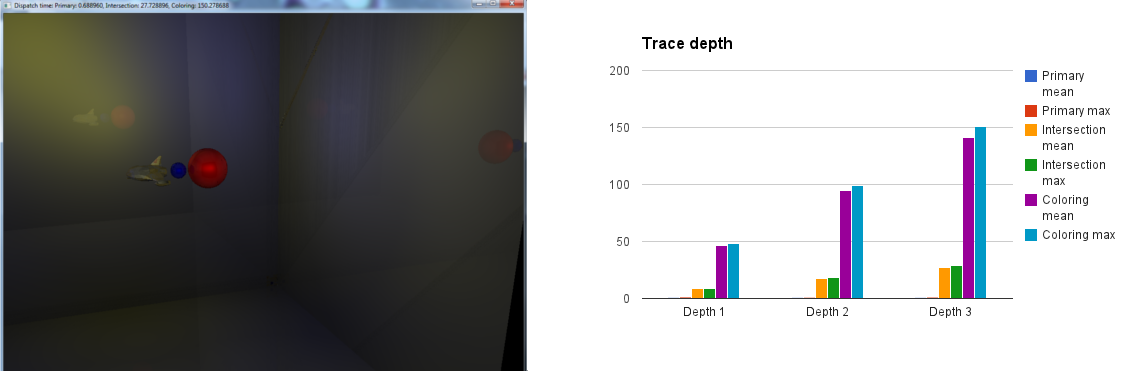 Dispatch time: Primary: 0.688960, Intersection: 27.728896, Coloring: 150.278688
Trace depth
200
150
100
50
0
Depth 1
Depth 2
Depth 3
Primary
mean
Primary max
Intersection
mean
Intersection
max
Coloring
mean
Coloring max